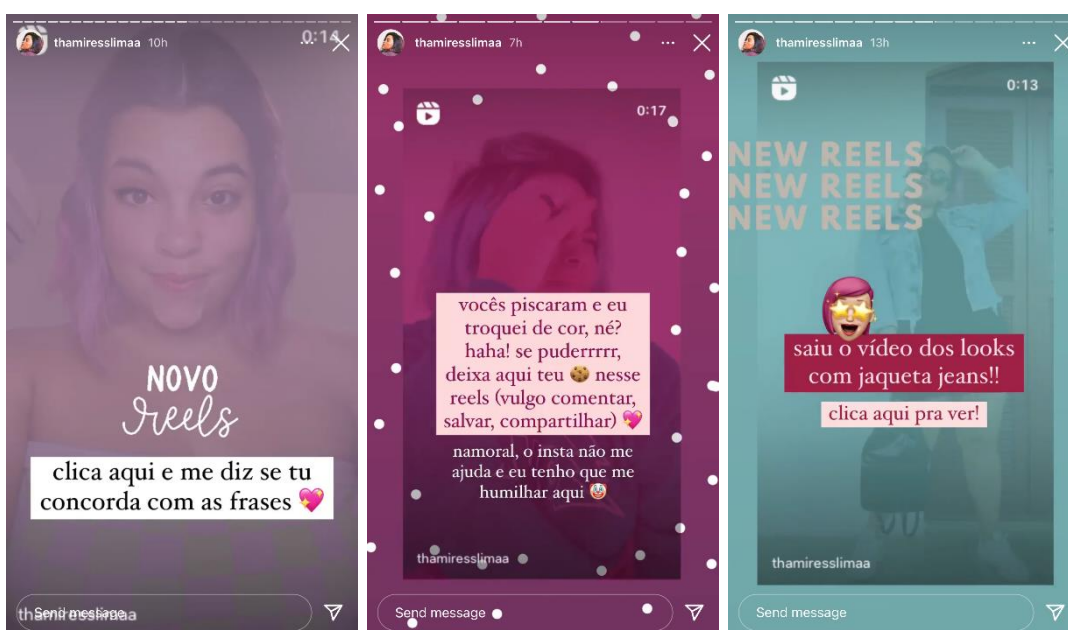 thamiresslimaa 10h
0:14
NOVO
Reels
clica aqui e me diz se tu
concorda com as frases 💖
Send message
thamiresslimaa
thamiresslimaa 7h
0:17
vocês piscaram e eu
troquei de cor, né?
haha! se puderrrrr,
deixa aqui teu 🍪 nesse
reels (vulgo comentar,
salvar, compartilhar) 💖
namoral, o insta não me
ajuda e eu tenho que me
humilhar aqui 🤡
thamiresslimaa
Send message
thamiresslimaa 13h
0:13
NEW REELS
NEW REELS
NEW REELS
saiu o vídeo dos looks
com jaqueta jeans!!
clica aqui pra ver!
thamiresslimaa
Send message